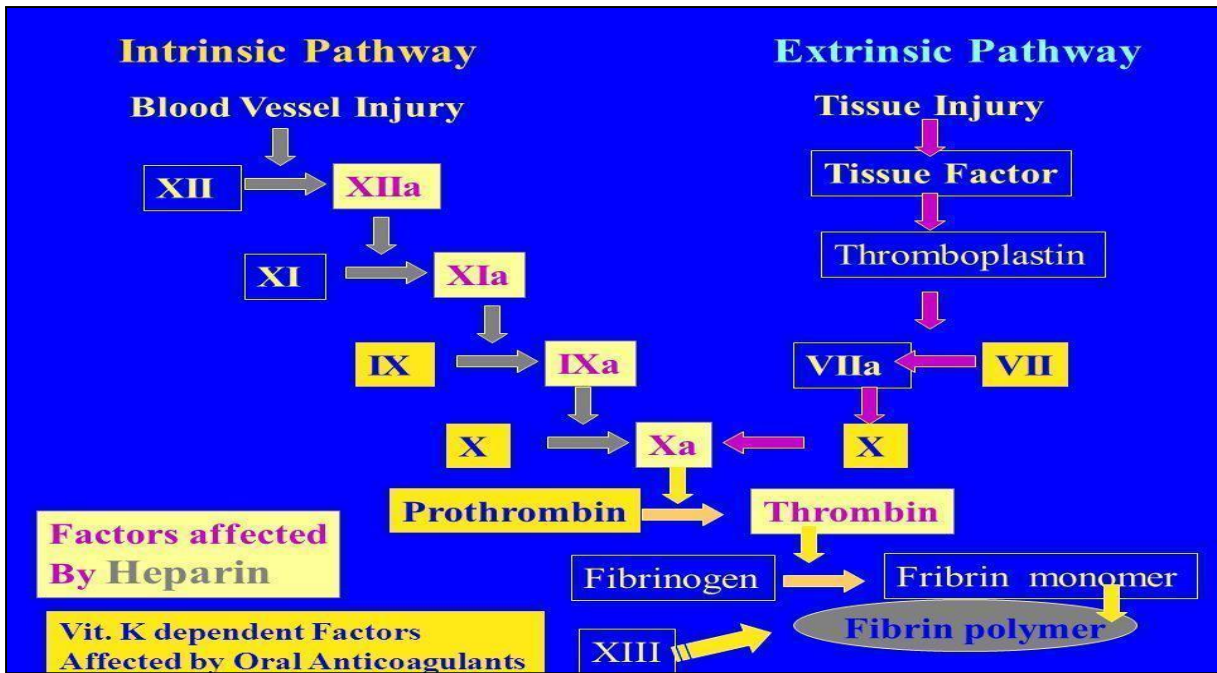 Intrinsic Pathway
Extrinsic Pathway
Blood Vessel Injury
Tissue Injury
XII
XIIa
Tissue Factor
XI
XIa
Thromboplastin
IX
IXa
VIIa
VII
X
Xa
X
Prothrombin
Thrombin
Factors affected
By Heparin
Fibrinogen
Fribrin monomer
Vit. K dependent Factors
Affected by Oral Anticoagulants
XIII
Fibrin polymer